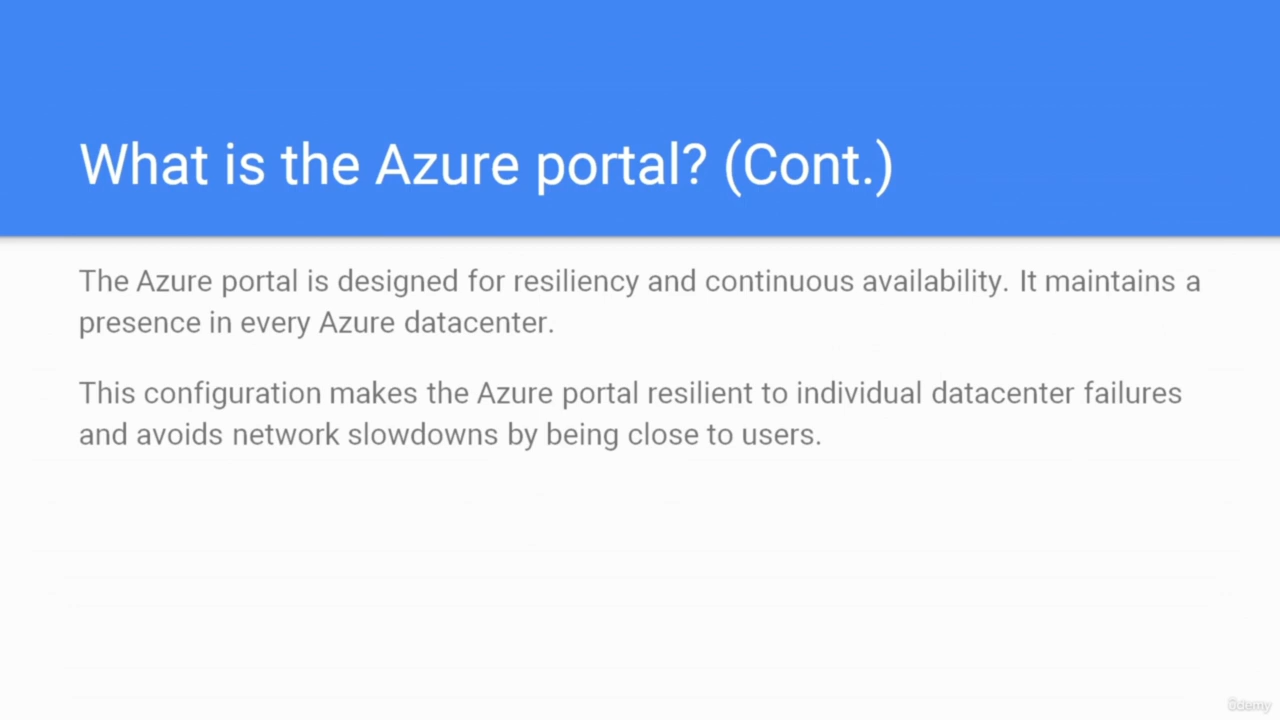 What is the Azure portal? (Cont.)
The Azure portal is designed for resiliency and continuous availability. It maintains a
presence in every Azure datacenter.
This configuration makes the Azure portal resilient to individual datacenter failures
and avoids network slowdowns by being close to users.
ûdemy